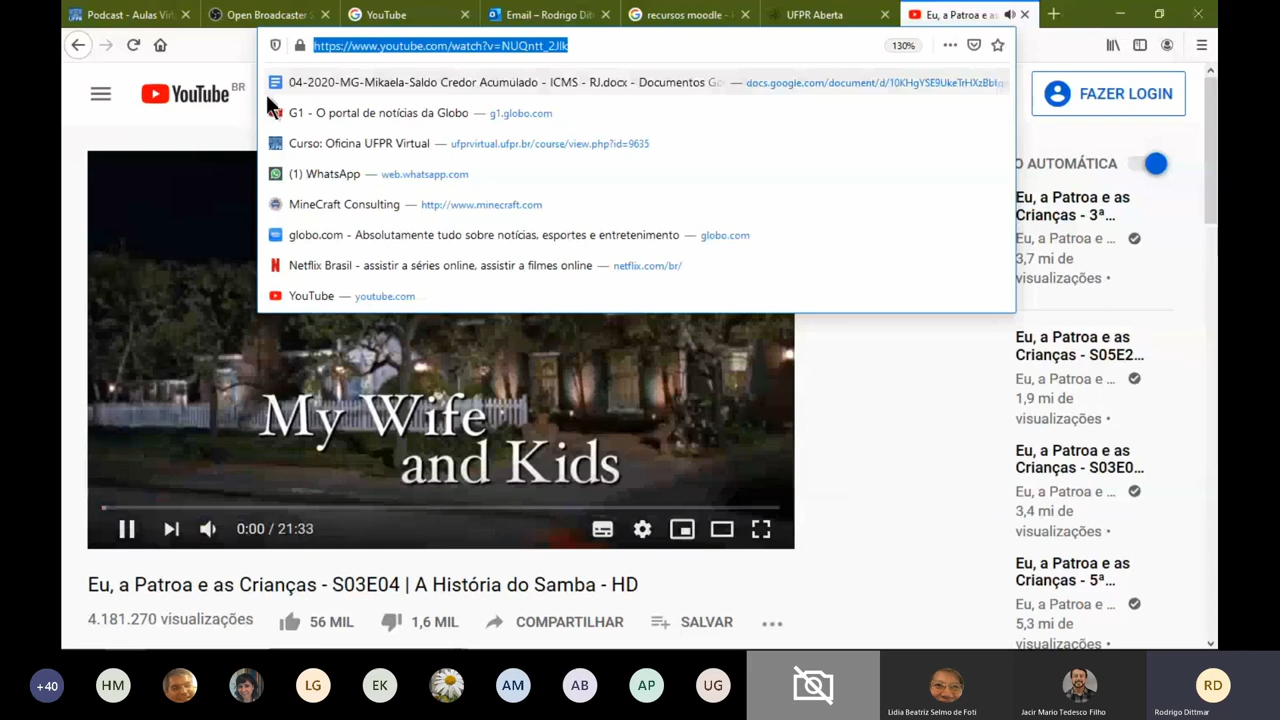 Podcast - Aulas Virt
Open Broadcaster S
YouTube
Email – Rodrigo Ditt
recursos moodle -
UFPR Aberta
Eu, a Patroa e as
https://www.youtube.com/watch?v=NUQntt_2Jlk
130%
04-2020-MG-Mikaela-Saldo Credor Acumulado - ICMS - RJ.docx - Documentos Go — docs.google.com/document/d/10KHgYSE9UkeTrHXzBbfq
G1 - O portal de notícias da Globo — g1.globo.com
Curso: Oficina UFPR Virtual — ufprvirtual.ufpr.br/course/view.php?id=9635
(1) WhatsApp — web.whatsapp.com
MineCraft Consulting — http://www.minecraft.com
globo.com - Absolutamente tudo sobre notícias, esportes e entretenimento — globo.com
Netflix Brasil - assistir a séries online, assistir a filmes online — netflix.com/br/
YouTube — youtube.com
YouTube BR
FAZER LOGIN
O AUTOMÁTICA
Eu, a Patroa e as
Crianças - 3ª...
Eu, a Patroa e ...
3,7 mi de
visualizações •
Eu, a Patroa e as
Crianças - S05E2...
Eu, a Patroa e ...
1,9 mi de
visualizações •
Eu, a Patroa e as
Crianças - S03E0...
Eu, a Patroa e ...
3,4 mi de
visualizações •
Eu, a Patroa e as
Crianças - 5ª...
Eu, a Patroa e ...
5,3 mi de
visualizações •
My Wife
and Kids
0:00 / 21:33
Eu, a Patroa e as Crianças - S03E04 | A História do Samba - HD
4.181.270 visualizações
56 MIL
1,6 MIL
COMPARTILHAR
SALVAR
+40
HM
LG
EK
AM
AB
AP
UG
Lidia Beatriz Selmo de Foti
Jacir Mario Tedesco Filho
RD
Rodrigo Dittmar